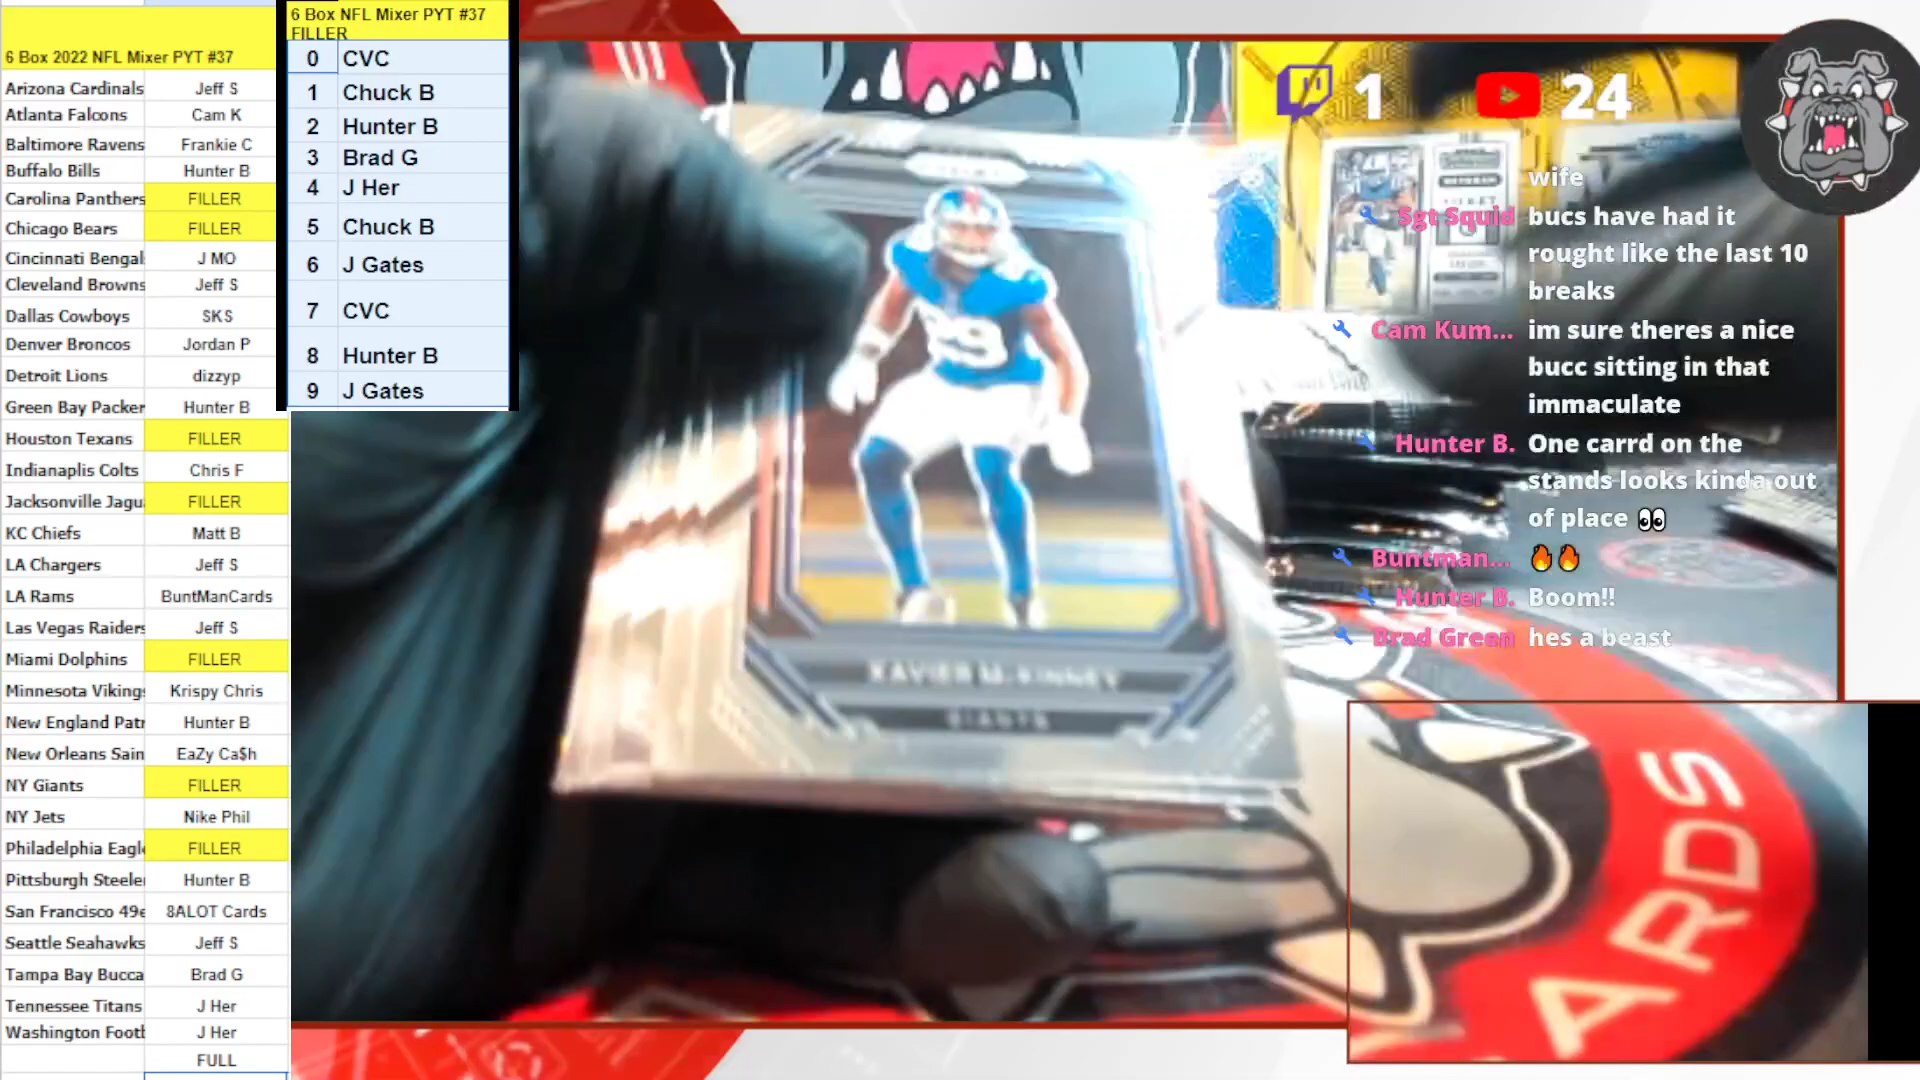 6 Box 2022 NFL Mixer PYT #37
Arizona Cardinals Jeff S
Atlanta Falcons Cam K
Baltimore Ravens Frankie C
Buffalo Bills Hunter B
Carolina Panthers FILLER
Chicago Bears FILLER
Cincinnati Bengal J MO
Cleveland Browns Jeff S
Dallas Cowboys SKS
Denver Broncos Jordan P
Detroit Lions dizzyp
Green Bay Packer Hunter B
Houston Texans FILLER
Indianaplis Colts Chris F
Jacksonville Jagu FILLER
KC Chiefs Matt B
LA Chargers Jeff S
LA Rams BuntManCards
Las Vegas Raiders Jeff S
Miami Dolphins FILLER
Minnesota Viking Krispy Chris
New England Patr Hunter B
New Orleans Sain EaZy Ca$h
NY Giants FILLER
NY Jets Nike Phil
Philadelphia Eagl FILLER
Pittsburgh Steele Hunter B
San Francisco 49e 8ALOT Cards
Seattle Seahawks Jeff S
Tampa Bay Bucca Brad G
Tennessee Titans J Her
Washington Footb J Her
FULL
6 Box NFL Mixer PYT #37
FILLER
0 CVC
1 Chuck B
2 Hunter B
3 Brad G
4 J Her
5 Chuck B
6 J Gates
7 CVC
8 Hunter B
9 J Gates
1
24
wife
Sgt Squid bucs have had it
rought like the last 10
breaks
Cam Kum... im sure theres a nice
bucc sitting in that
immaculate
Hunter B. One carrd on the
stands looks kinda out
of place 👀
Buntman... 🔥🔥
Hunter B. Boom!!
Brad Green hes a beast
XAVIER McKINNEY
GIANTS
ARDS